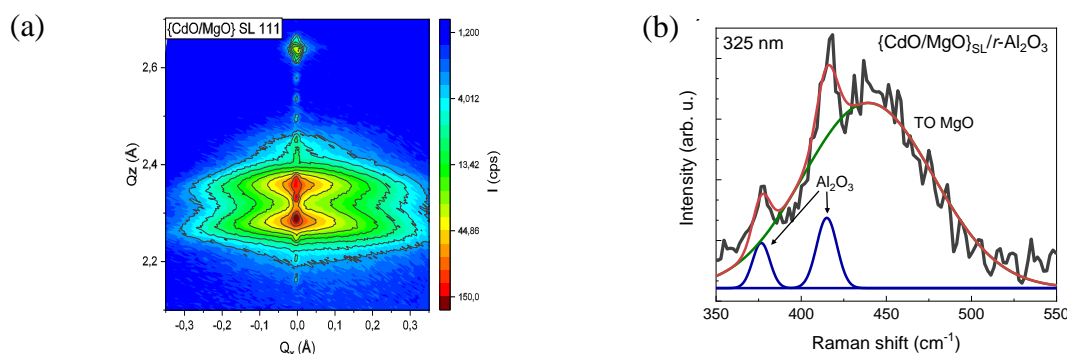 (a)
{CdO/MgO} SL 111
2,6
2,4
2,2
Qz (Å)
-0,3
-0,2
-0,1
0,0
0,1
0,2
0,3
Qx (Å)
1,200
4,012
13,42
44,86
150,0
I (cps)
(b)
325 nm
{CdO/MgO}SL/r-Al2O3
TO MgO
Al2O3
Intensity (arb. u.)
350
400
450
500
550
Raman shift (cm-1)